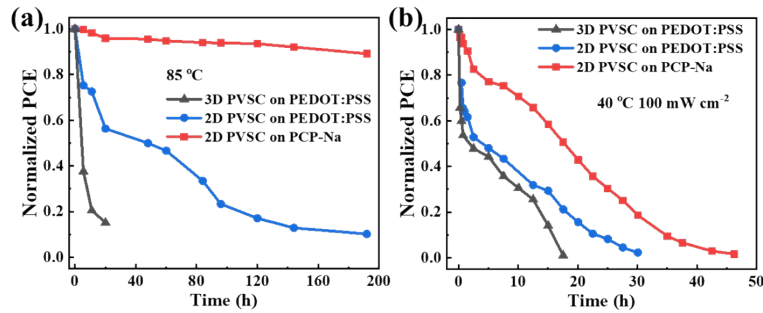 (a)
Normalized PCE
1.0
0.8
0.6
0.4
0.2
0.0
85 °C
3D PVSC on PEDOT:PSS
2D PVSC on PEDOT:PSS
2D PVSC on PCP-Na
0 40 80 120 160 200
Time (h)
(b)
Normalized PCE
1.0
0.8
0.6
0.4
0.2
0.0
3D PVSC on PEDOT:PSS
2D PVSC on PEDOT:PSS
2D PVSC on PCP-Na
40 °C 100 mW cm⁻²
0 10 20 30 40 50
Time (h)